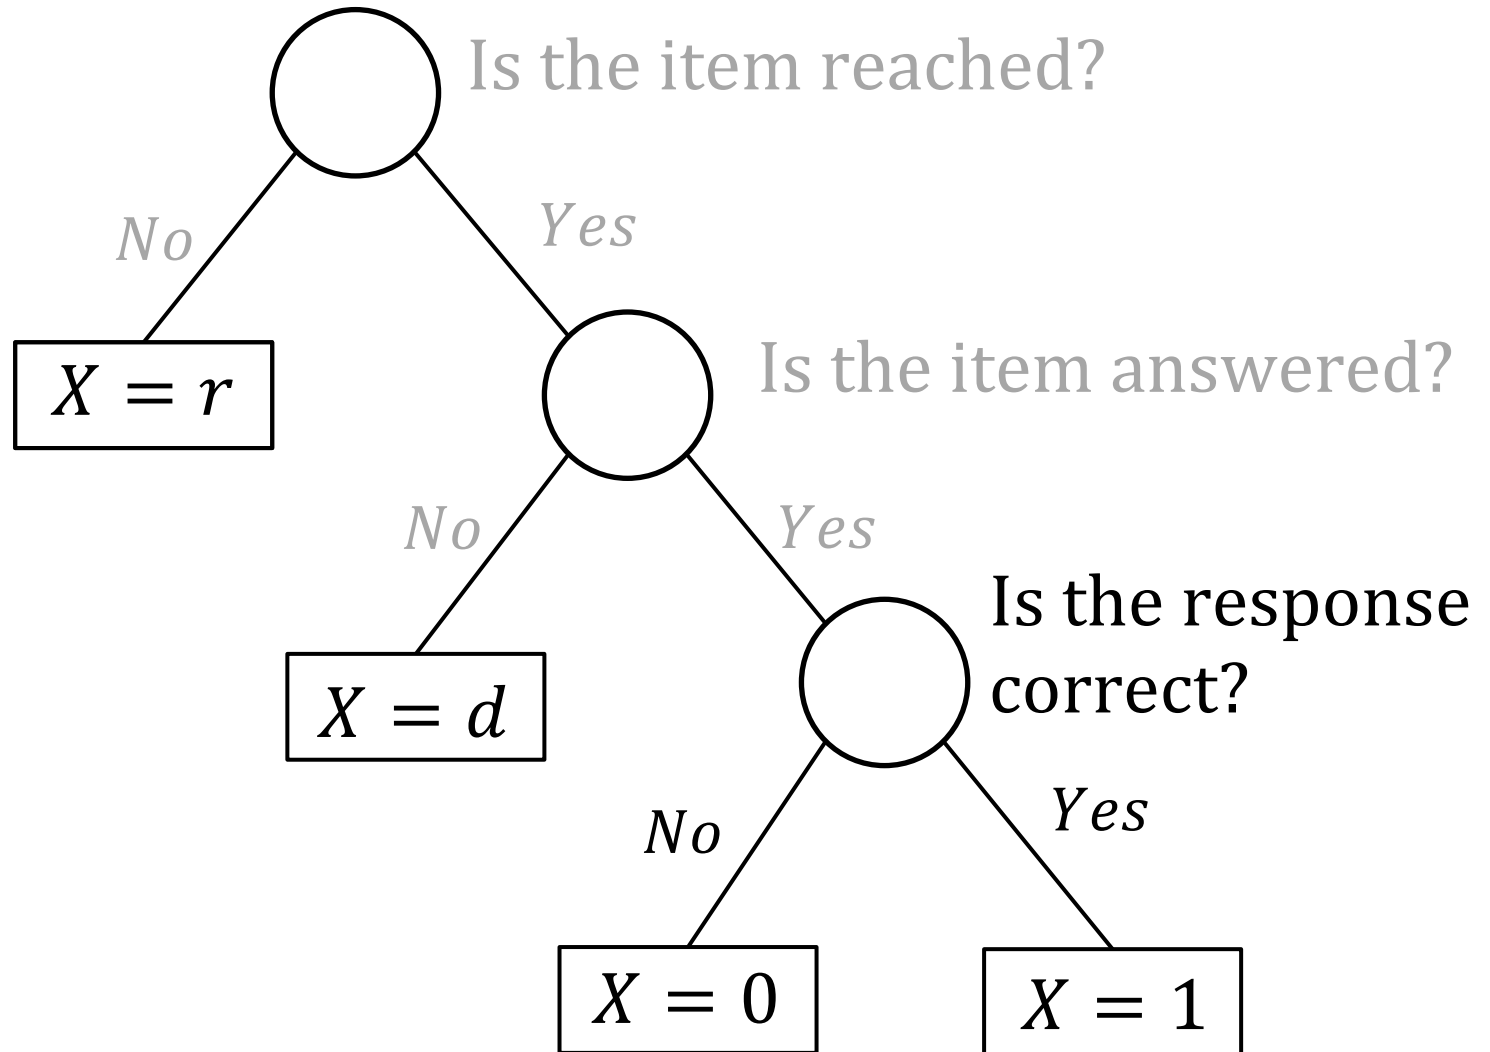 Is the item reached?
No
Yes
X = r
Is the item answered?
No
Yes
Is the response
correct?
X = d
No
Yes
X = 0
X = 1